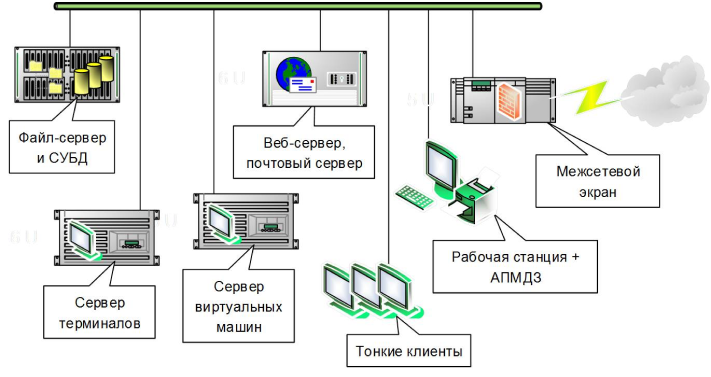 Файл-сервер
и СУБД
Веб-сервер,
почтовый сервер
Межсетевой
экран
Рабочая станция +
АПМДЗ
Сервер
терминалов
Сервер
виртуальных
машин
Тонкие клиенты